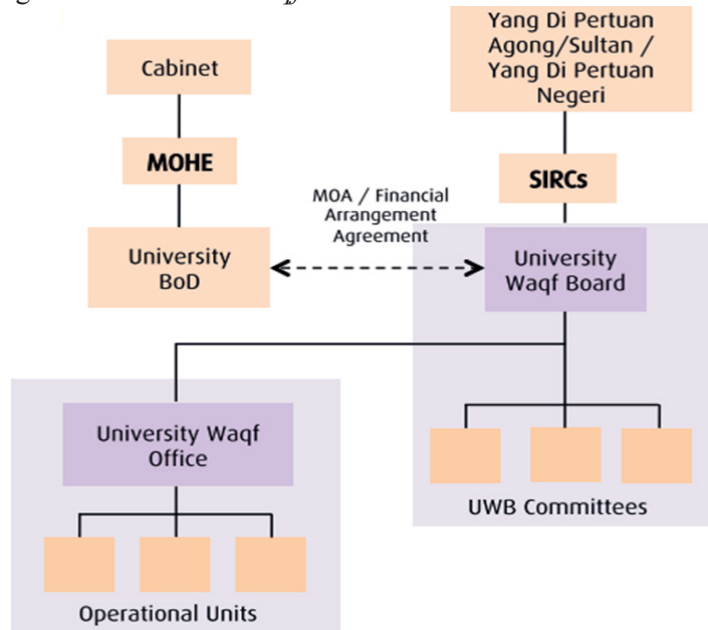 Yang Di Pertuan
Agong/Sultan /
Yang Di Pertuan
Negeri
Cabinet
MOHE
SIRCs
MOA / Financial
Arrangement
Agreement
University
BoD
University
Waqf Board
University Waqf
Office
UWB Committees
Operational Units